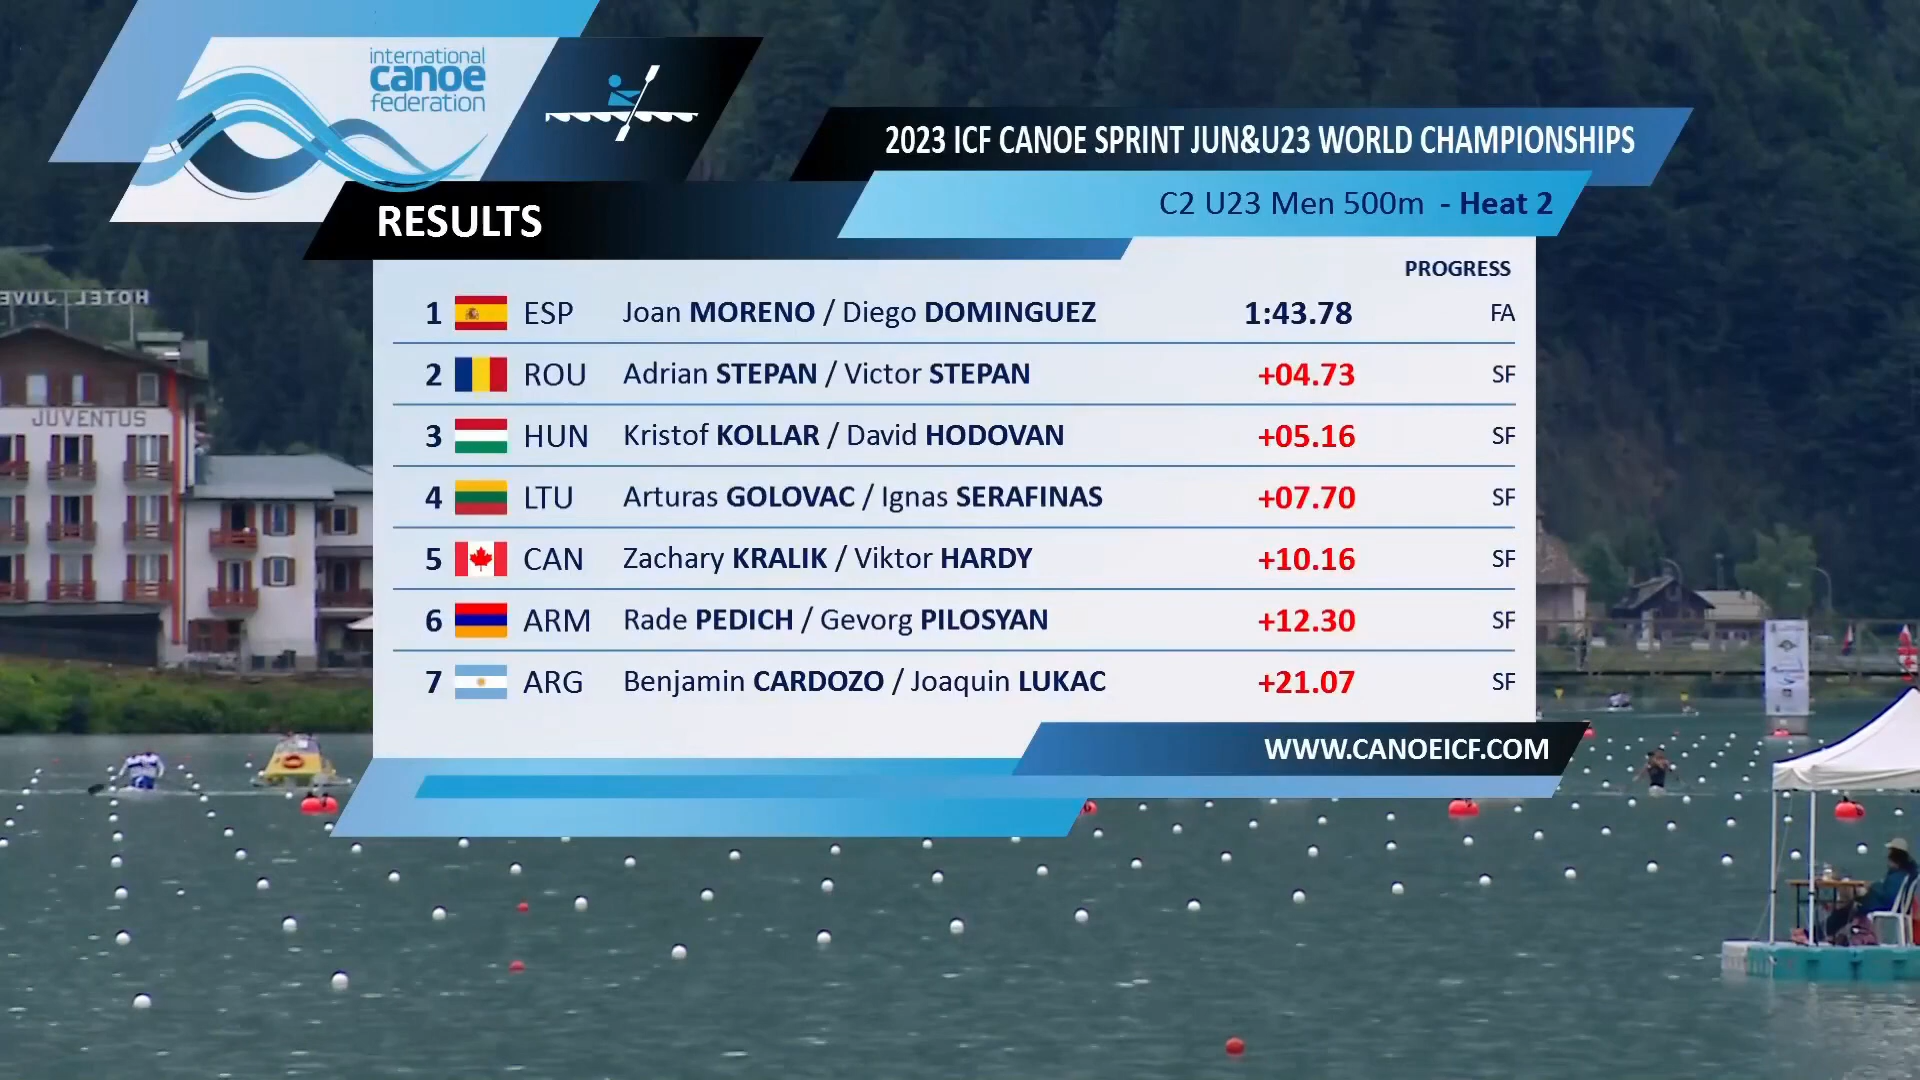 international
canoe
federation
2023 ICF CANOE SPRINT JUN&U23 WORLD CHAMPIONSHIPS
C2 U23 Men 500m - Heat 2
RESULTS
PROGRESS
1 ESP Joan MORENO / Diego DOMINGUEZ 1:43.78 FA
2 ROU Adrian STEPAN / Victor STEPAN +04.73 SF
3 HUN Kristof KOLLAR / David HODOVAN +05.16 SF
4 LTU Arturas GOLOVAC / Ignas SERAFINAS +07.70 SF
5 CAN Zachary KRALIK / Viktor HARDY +10.16 SF
6 ARM Rade PEDICH / Gevorg PILOSYAN +12.30 SF
7 ARG Benjamin CARDOZO / Joaquin LUKAC +21.07 SF
WWW.CANOEICF.COM
HOTEL JUVE
JUVENTUS